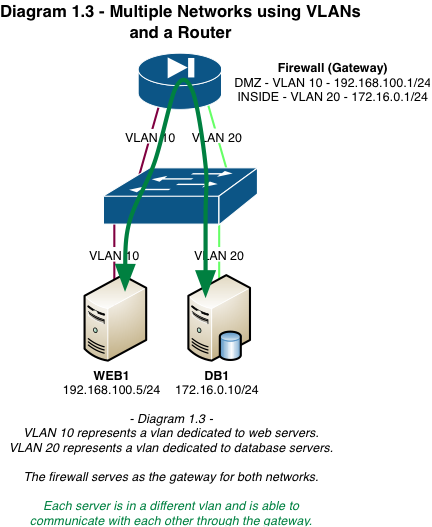 Diagram 1.3 - Multiple Networks using VLANs
and a Router
Firewall (Gateway)
DMZ - VLAN 10 - 192.168.100.1/24
INSIDE - VLAN 20 - 172.16.0.1/24
VLAN 10
VLAN 20
VLAN 10
VLAN 20
WEB1
192.168.100.5/24
DB1
172.16.0.10/24
- Diagram 1.3 -
VLAN 10 represents a vlan dedicated to web servers.
VLAN 20 represents a vlan dedicated to database servers.
The firewall serves as the gateway for both networks.
Each server is in a different vlan and is able to
communicate with each other through the gateway.